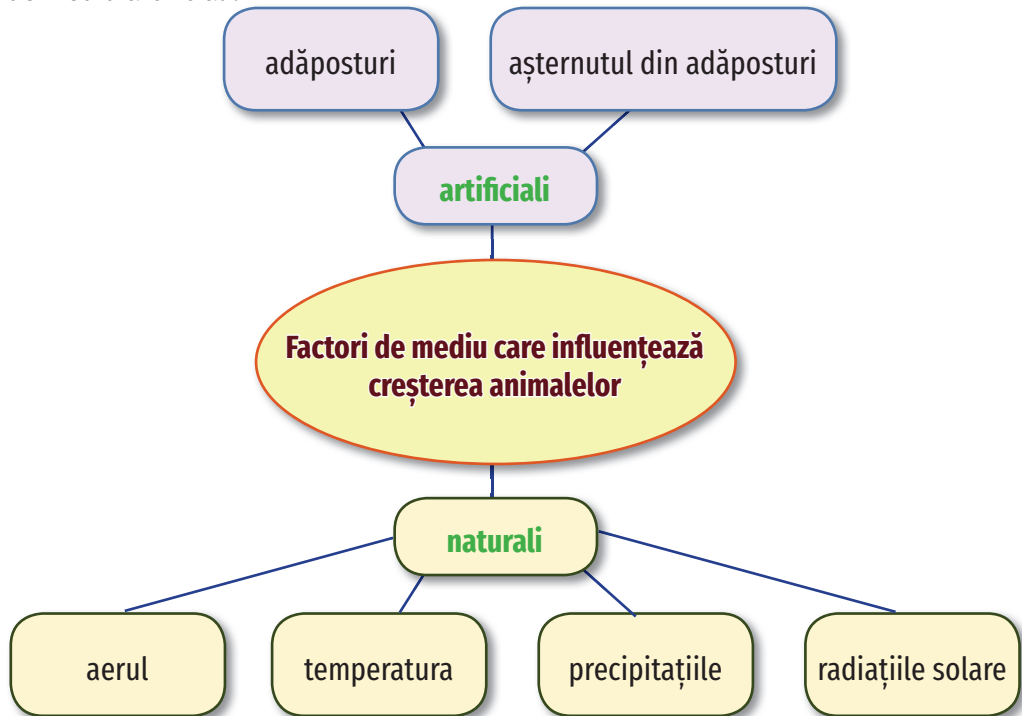 adăposturi
așternutul din adăposturi
artificiali
Factori de mediu care influențează
creșterea animalelor
naturali
aerul
temperatura
precipitațiile
radiațiile solare